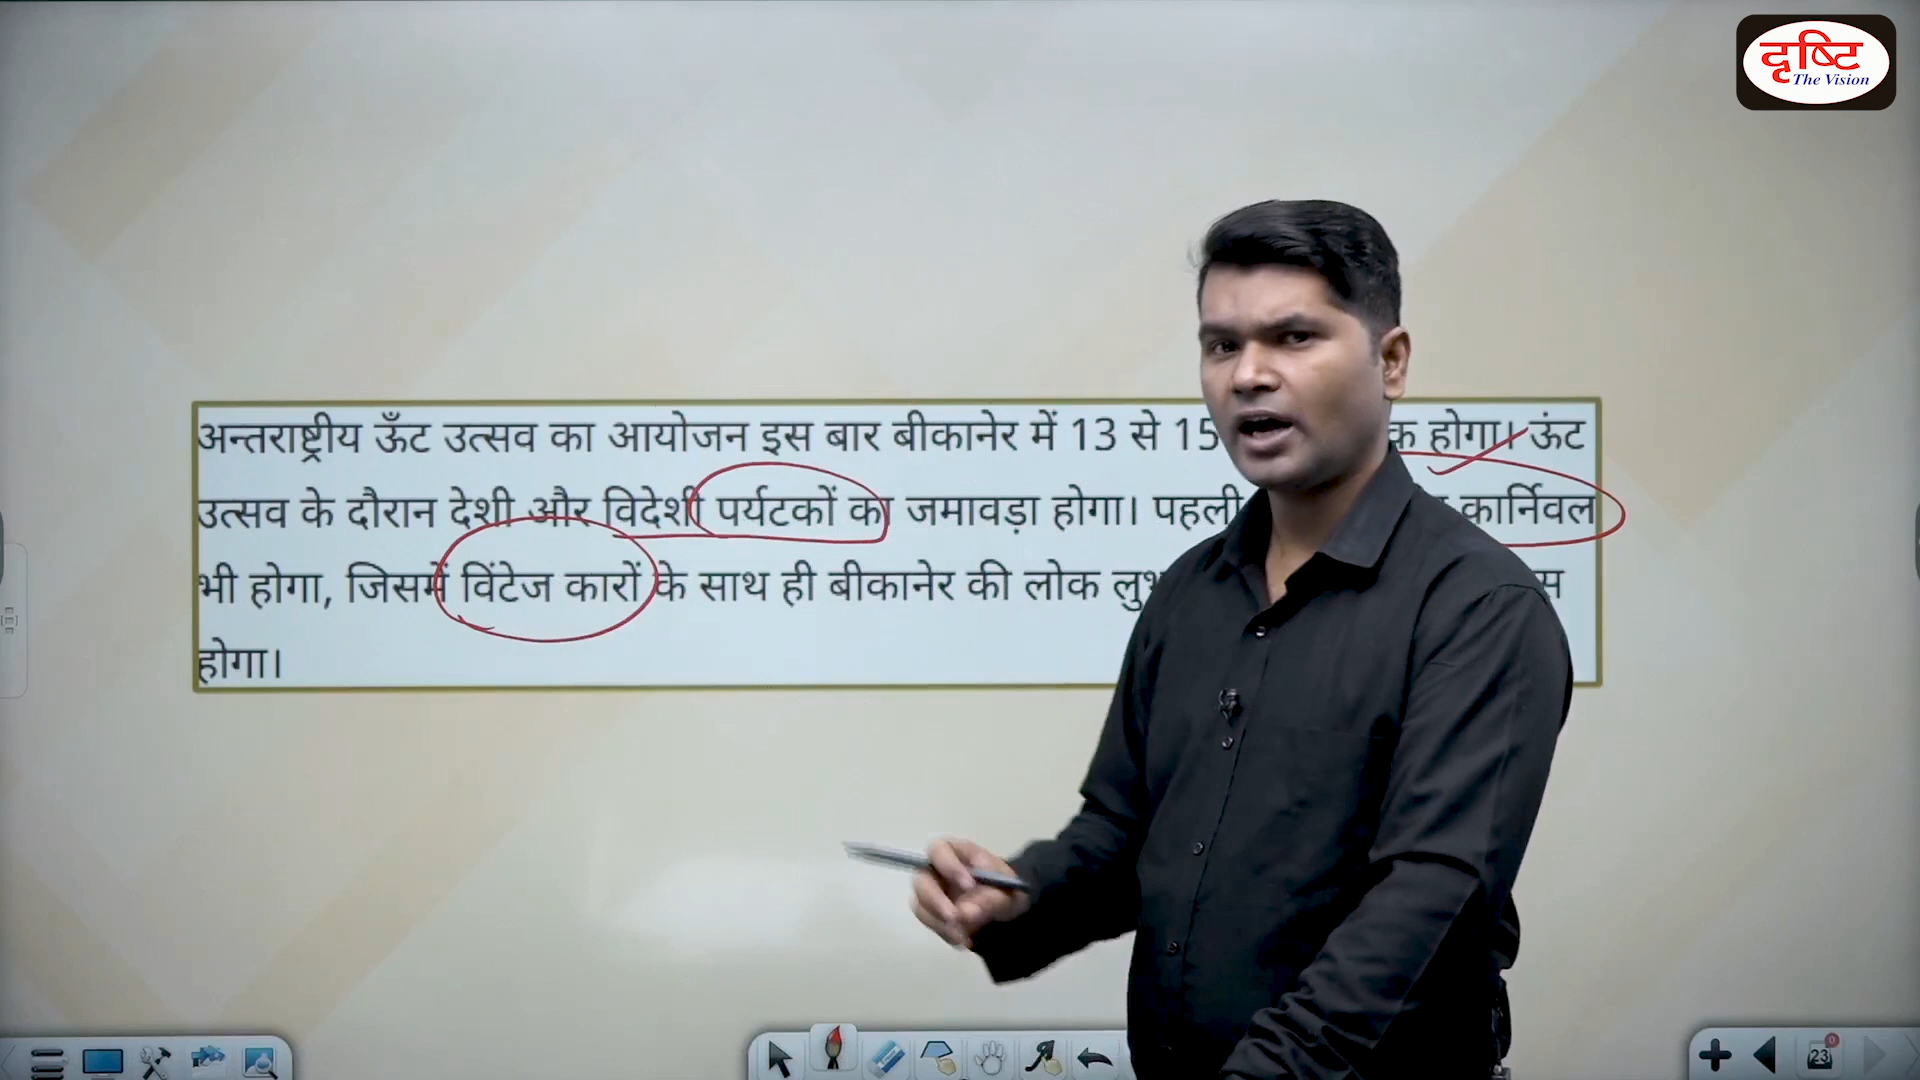 दृष्टि
The Vision
अन्तराष्ट्रीय ऊँट उत्सव का आयोजन इस बार बीकानेर में 13 से 15 होगा। ऊंट
उत्सव के दौरान देशी और विदेशी पर्यटकों का जमावड़ा होगा। पहली कार्निवल
भी होगा, जिसमें विंटेज कारों के साथ ही बीकानेर की लोक
होगा।
23